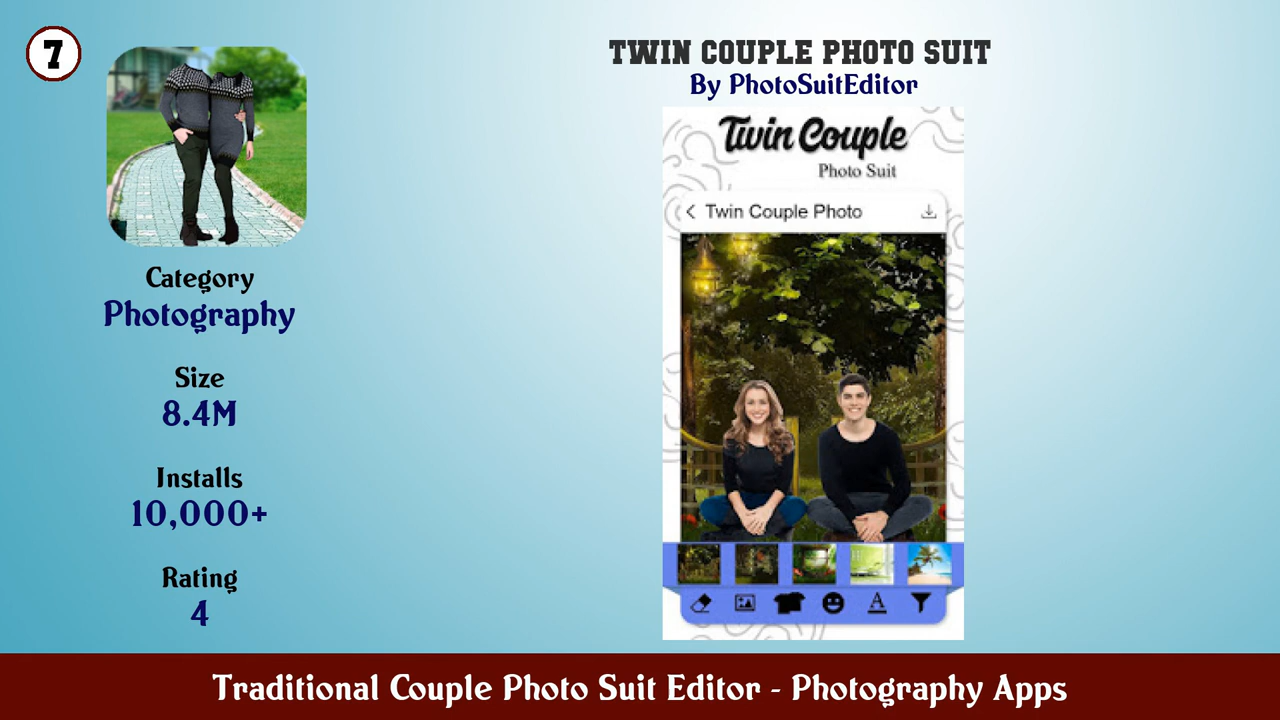 7
TWIN COUPLE PHOTO SUIT
By PhotoSuitEditor
Twin Couple
Photo Suit
Twin Couple Photo
A
Category
Photography
Size
8.4M
Installs
10,000+
Rating
4
Traditional Couple Photo Suit Editor - Photography Apps